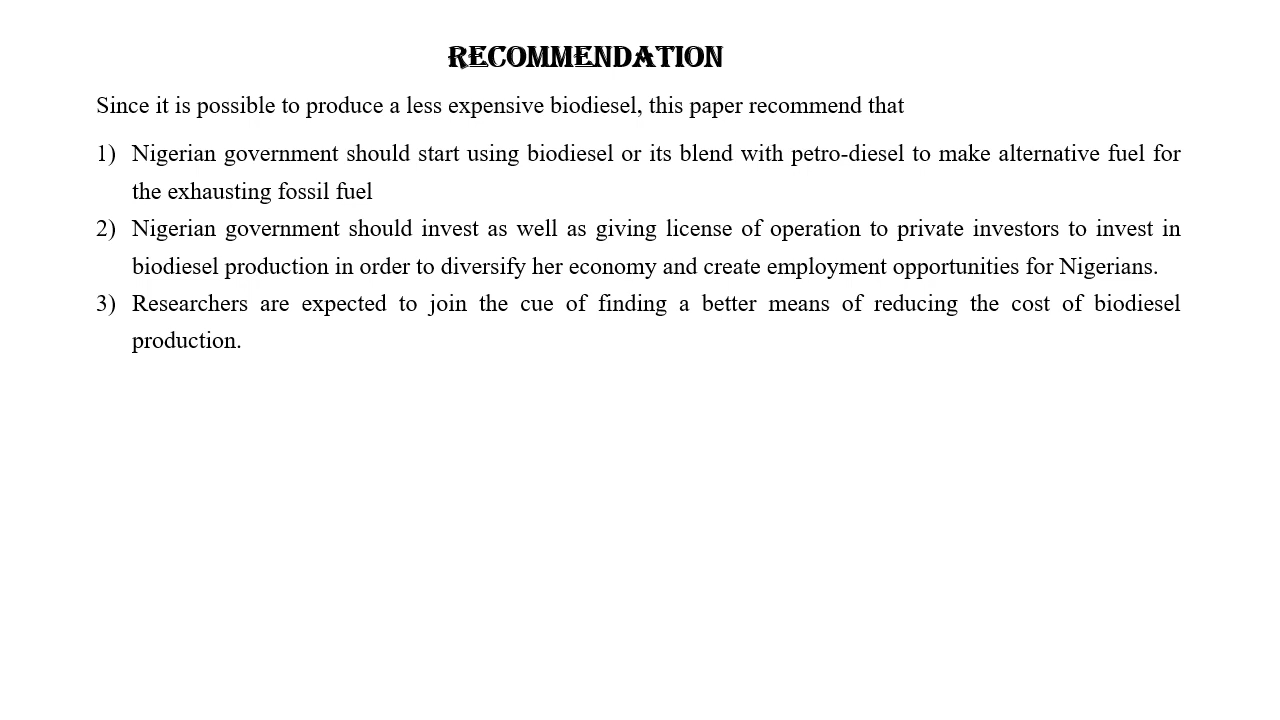 RECOMMENDATION
Since it is possible to produce a less expensive biodiesel, this paper recommend that
1) Nigerian government should start using biodiesel or its blend with petro-diesel to make alternative fuel for
the exhausting fossil fuel
2) Nigerian government should invest as well as giving license of operation to private investors to invest in
biodiesel production in order to diversify her economy and create employment opportunities for Nigerians.
3) Researchers are expected to join the cue of finding a better means of reducing the cost of biodiesel
production.